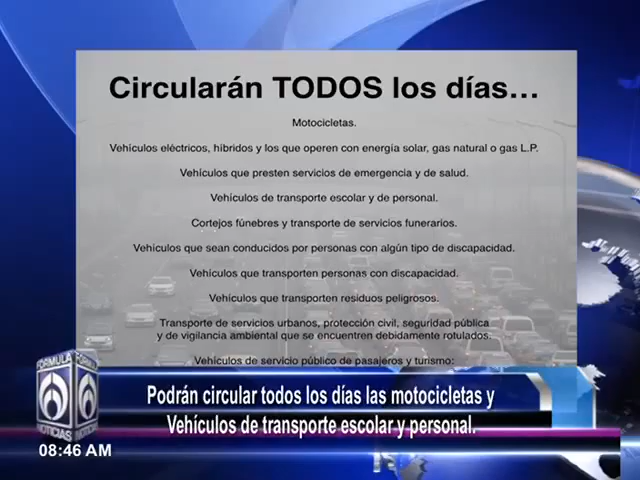 Circularán TODOS los días...
Motocicletas.
Vehículos eléctricos, híbridos y los que operen con energía solar, gas natural o gas L.P.
Vehículos que presten servicios de emergencia y de salud.
Vehículos de transporte escolar y de personal.
Cortejos fúnebres y transporte de servicios funerarios.
Vehículos que sean conducidos por personas con algún tipo de discapacidad.
Vehículos que transporten personas con discapacidad.
Vehículos que transporten residuos peligrosos.
Transporte de servicios urbanos, protección civil, seguridad pública
y de vigilancia ambiental que se encuentren debidamente rotulados.
Vehículos de servicio público de pasajeros y turismo:
Podrán circular todos los días las motocicletas y
Vehículos de transporte escolar y personal.
FORMULA FORMULA
NOTICIAS NOTICIAS
08:46 AM